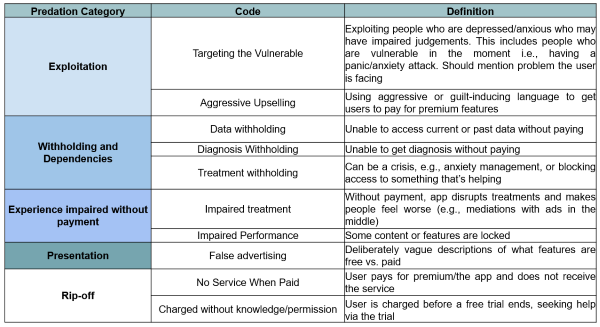 Predation Category Code Definition
Exploitation
Targeting the Vulnerable
Exploiting people who are depressed/anxious who may
have impaired judgements. This includes people who
are vulnerable in the moment i.e., having a
panic/anxiety attack. Should mention problem the user
is facing
Aggressive Upselling
Using aggressive or guilt-inducing language to get
users to pay for premium features
Withholding and
Dependencies
Data withholding
Unable to access current or past data without paying
Diagnosis Withholding
Unable to get diagnosis without paying
Treatment withholding
Can be a crisis, e.g., anxiety management, or blocking
access to something that's helping
Experience impaired without
payment
Impaired treatment
Without payment, app disrupts treatments and makes
people feel worse (e.g., mediations with ads in the
middle)
Impaired Performance
Some content or features are locked
Presentation
False advertising
Deliberately vague descriptions of what features are
free vs. paid
Rip-off
No Service When Paid
User pays for premium/the app and does not receive
the service
Charged without knowledge/permission
User is charged before a free trial ends, seeking help
via the trial